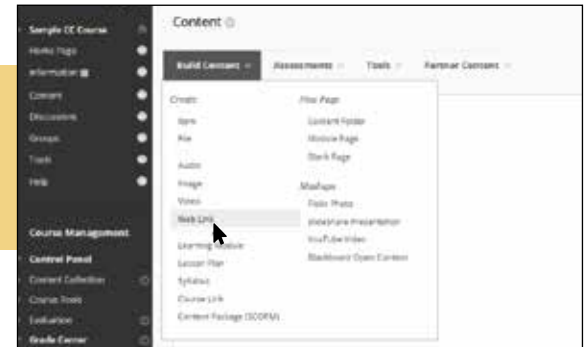 Sample CC Course
Home Page
Information
Content
Discussions
Groups
Tools
Help
Course Management
Control Panel
Content Collection
Course Tools
Evaluation
Grade Center
Content
Build Content
Assessments
Tools
Partner Content
Create
Item
File
Audio
Image
Video
Web Link
Learning Module
Lesson Plan
Syllabus
Course Link
Content Package (SCORM)
New Page
Content Folder
Module Page
Blank Page
Mashups
Flickr Photo
SlideShare Presentation
YouTube Video
Blackboard Open Content